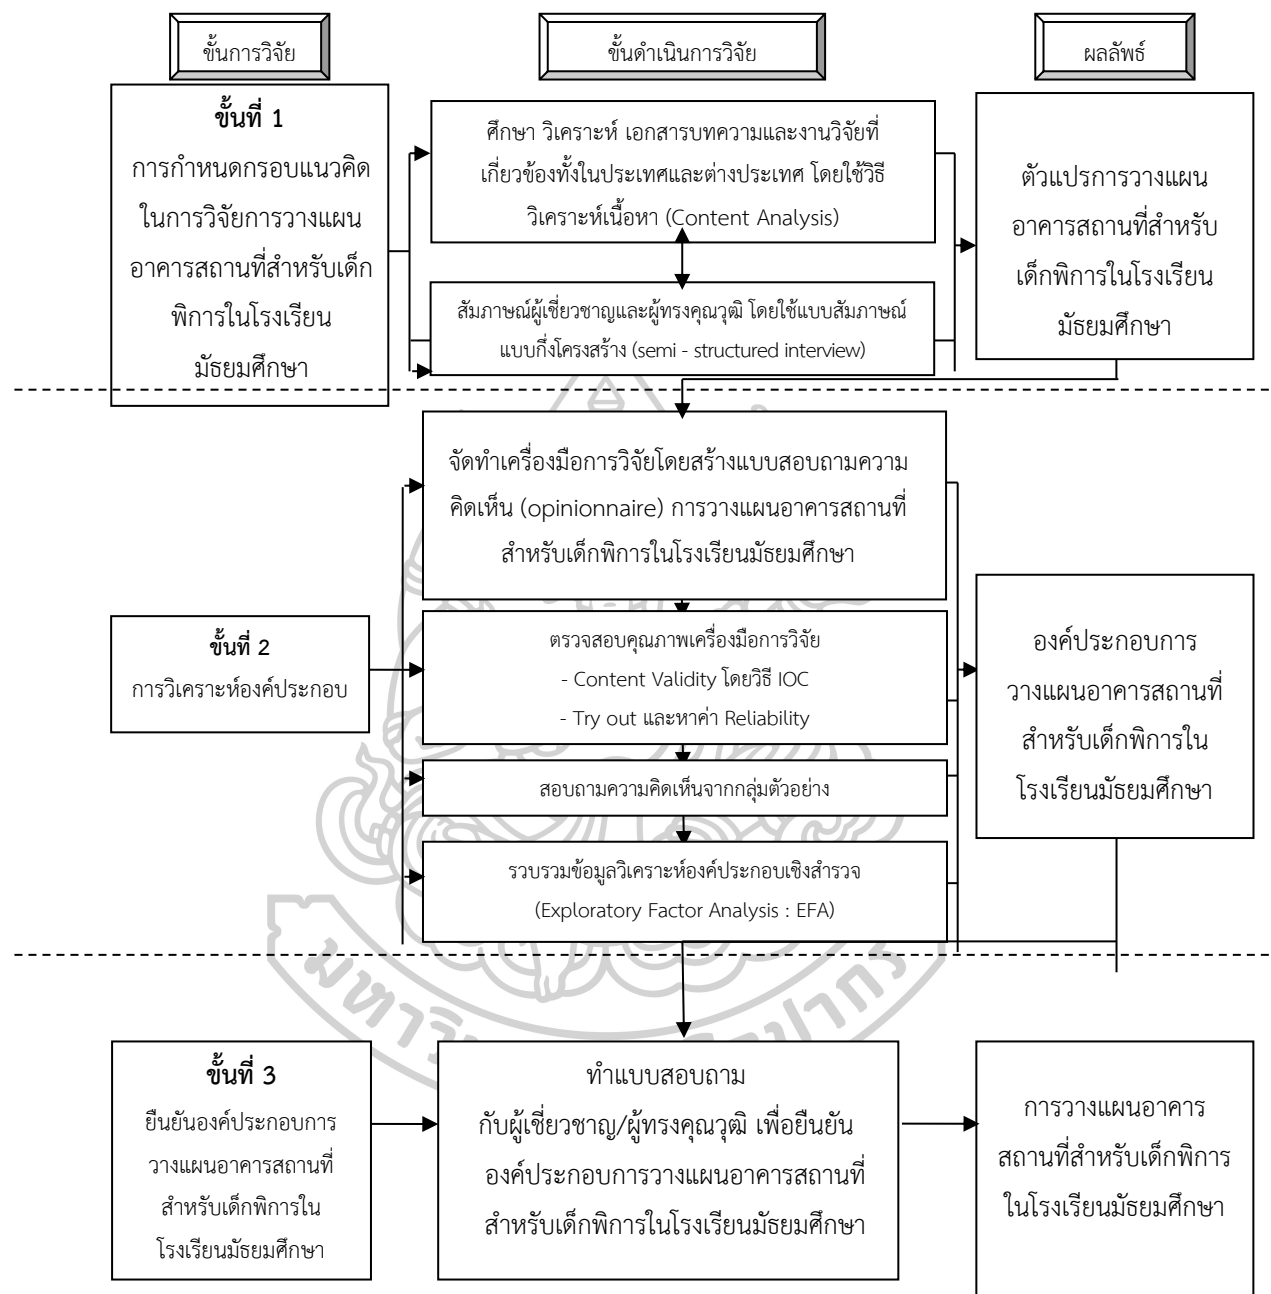 ขั้นการวิจัย
ขั้นดำเนินการวิจัย
ผลลัพธ์
ขั้นที่ 1
การกำหนดกรอบแนวคิด
ในการวิจัยการวางแผน
อาคารสถานที่สำหรับเด็ก
พิการในโรงเรียน
มัธยมศึกษา
ศึกษา วิเคราะห์ เอกสารบทความและงานวิจัยที่
เกี่ยวข้องทั้งในประเทศและต่างประเทศ โดยใช้วิธี
วิเคราะห์เนื้อหา (Content Analysis)
สัมภาษณ์ผู้เชี่ยวชาญและผู้ทรงคุณวุฒิ โดยใช้แบบสัมภาษณ์
แบบกึ่งโครงสร้าง (semi - structured interview)
ตัวแปรการวางแผน
อาคารสถานที่สำหรับ
เด็กพิการในโรงเรียน
มัธยมศึกษา
ขั้นที่ 2
การวิเคราะห์องค์ประกอบ
จัดทำเครื่องมือการวิจัยโดยสร้างแบบสอบถามความ
คิดเห็น (opinionnaire) การวางแผนอาคารสถานที่
สำหรับเด็กพิการในโรงเรียนมัธยมศึกษา
ตรวจสอบคุณภาพเครื่องมือการวิจัย
- Content Validity โดยวิธี IOC
- Try out และหาค่า Reliability
สอบถามความคิดเห็นจากกลุ่มตัวอย่าง
รวบรวมข้อมูลวิเคราะห์องค์ประกอบเชิงสำรวจ
(Exploratory Factor Analysis : EFA)
องค์ประกอบการ
วางแผนอาคารสถานที่
สำหรับเด็กพิการใน
โรงเรียนมัธยมศึกษา
ขั้นที่ 3
ยืนยันองค์ประกอบการ
วางแผนอาคารสถานที่
สำหรับเด็กพิการใน
โรงเรียนมัธยมศึกษา
ทำแบบสอบถาม
กับผู้เชี่ยวชาญ/ผู้ทรงคุณวุฒิ เพื่อยืนยัน
องค์ประกอบการวางแผนอาคารสถานที่
สำหรับเด็กพิการในโรงเรียนมัธยมศึกษา
การวางแผนอาคาร
สถานที่สำหรับเด็กพิการ
ในโรงเรียนมัธยมศึกษา